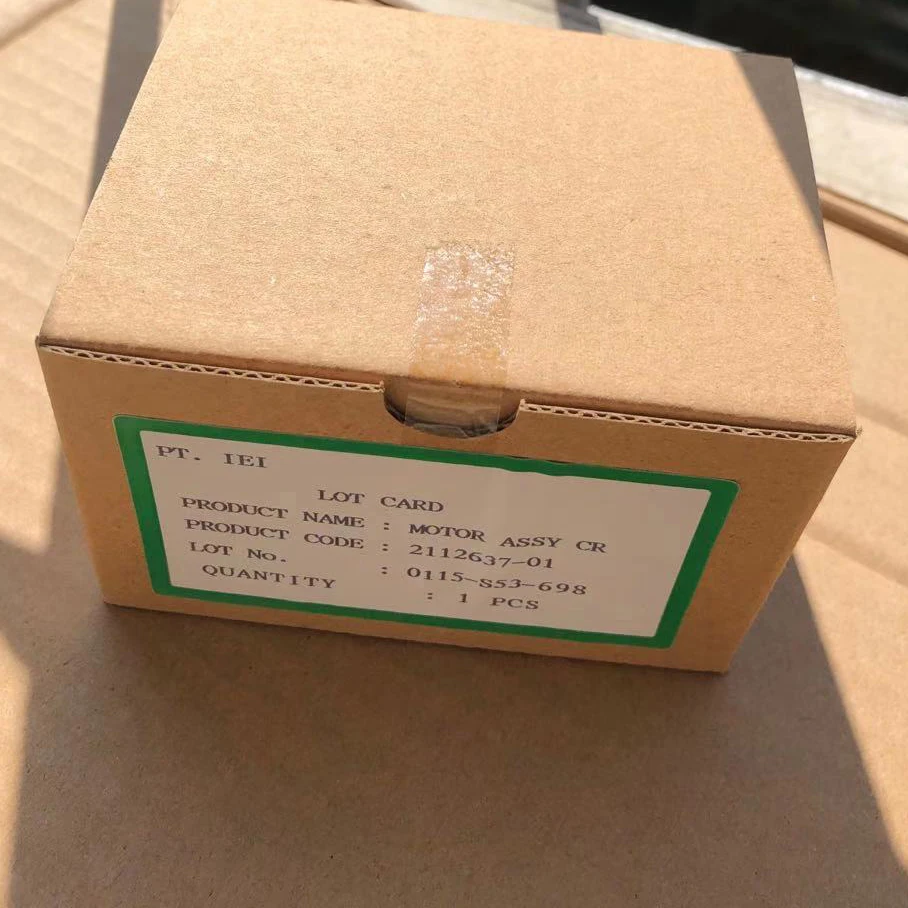 PT. IEI
LOT CARD
PRODUCT NAME : MOTOR ASSY CR
PRODUCT CODE : 2112637-01
LOT No. : 0115-S53-698
QUANTITY : 1 PCS